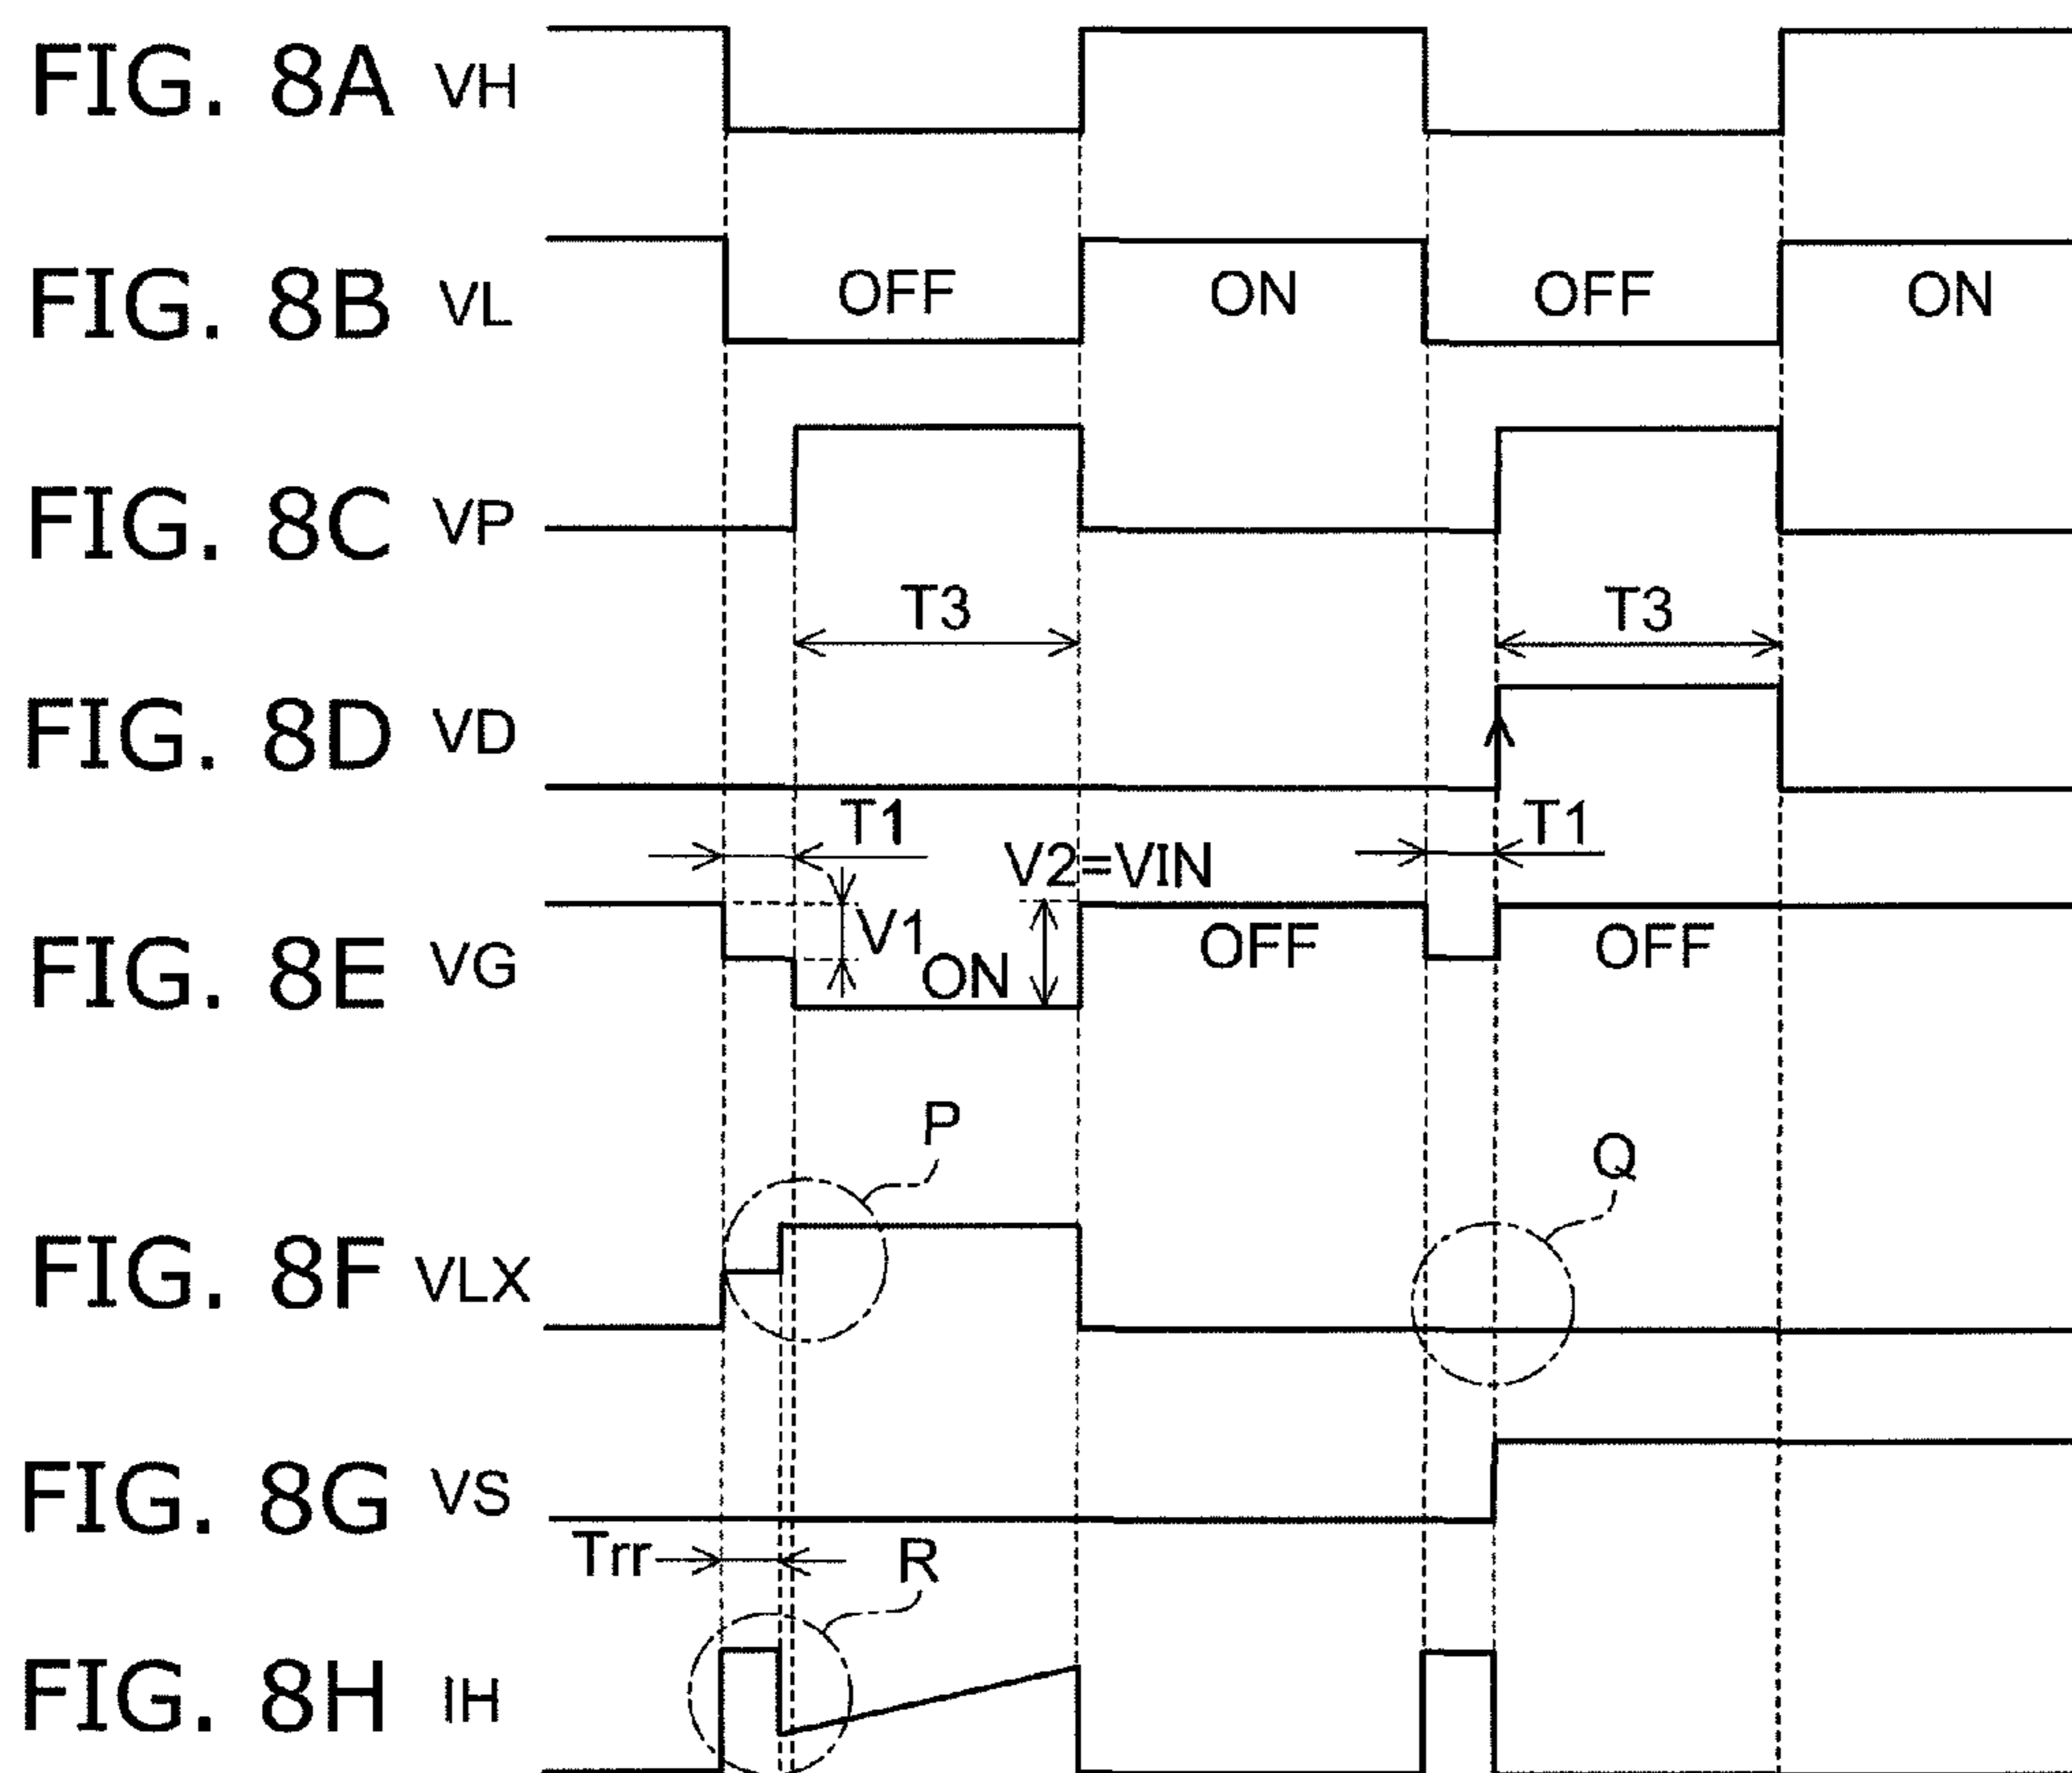 FIG. 8A VH
FIG. 8B VL OFF ON OFF ON
FIG. 8C VP
T3 T3
FIG. 8D VD
T1 V2=VIN T1
FIG. 8E VG V1 ON OFF OFF
P Q
FIG. 8F VLX
FIG. 8G VS
Trr R
FIG. 8H IH